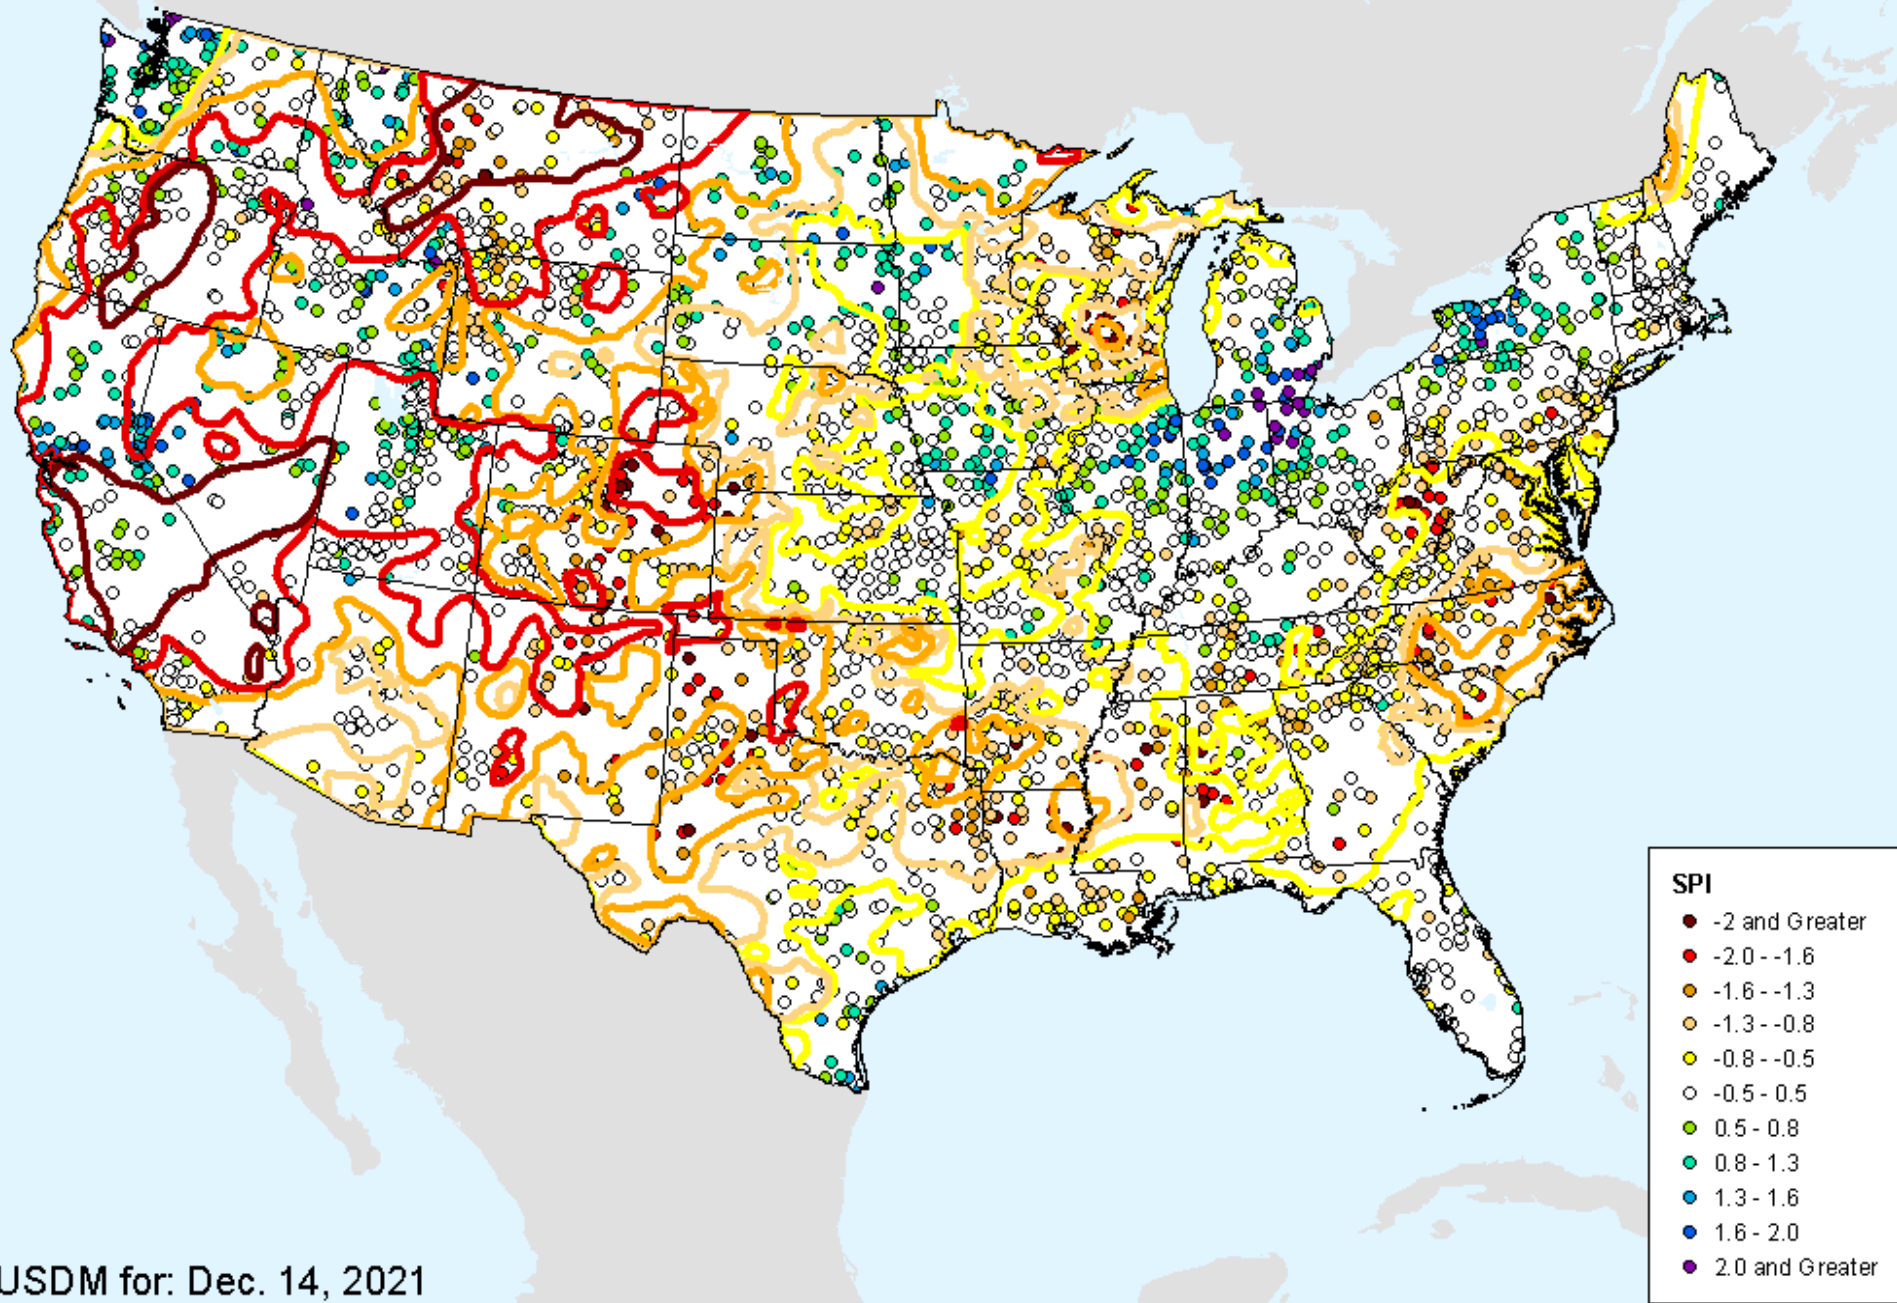 SPI
-2 and Greater
-2.0 - -1.6
-1.6 - -1.3
-1.3 - -0.8
-0.8 - -0.5
-0.5 - 0.5
0.5 - 0.8
0.8 - 1.3
1.3 - 1.6
1.6 - 2.0
2.0 and Greater
USDM for: Dec. 14, 2021